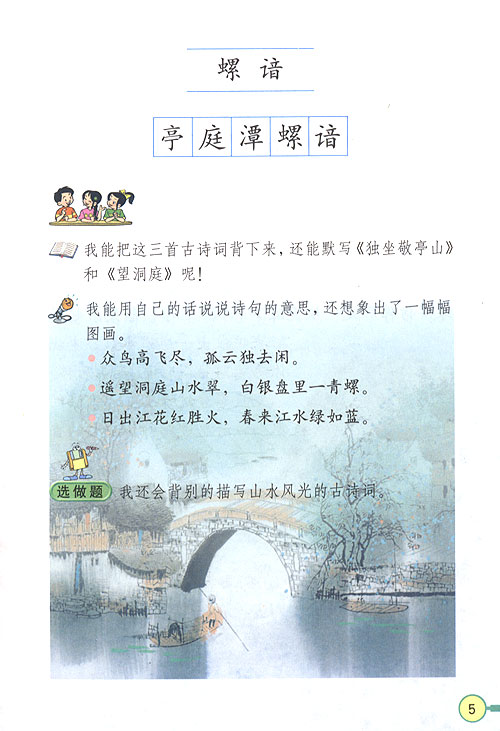 螺 谙
亭庭潭螺谙
我能把这三首古诗词背下来，还能默写《独坐敬亭山》
和《望洞庭》呢！
我能用自己的话说说诗句的意思，还想象出了一幅幅
图画。
众鸟高飞尽，孤云独去闲。
遥望洞庭山水翠，白银盘里一青螺。
日出江花红胜火，春来江水绿如蓝。
选做题 我还会背别的描写山水风光的古诗词。
5